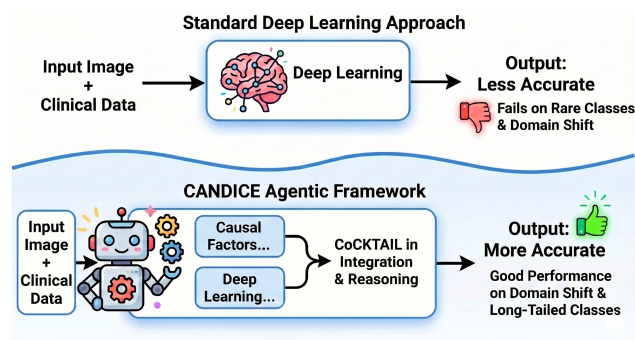 Standard Deep Learning Approach
Input Image
+
Clinical Data
Deep Learning
Output:
Less Accurate
Fails on Rare Classes
& Domain Shift
CANDICE Agentic Framework
Input
Image
+
Clinical
Data
Causal
Factors...
Deep
Learning...
CoCKTAIL in
Integration
& Reasoning
Output:
More Accurate
Good Performance
on Domain Shift &
Long-Tailed Classes